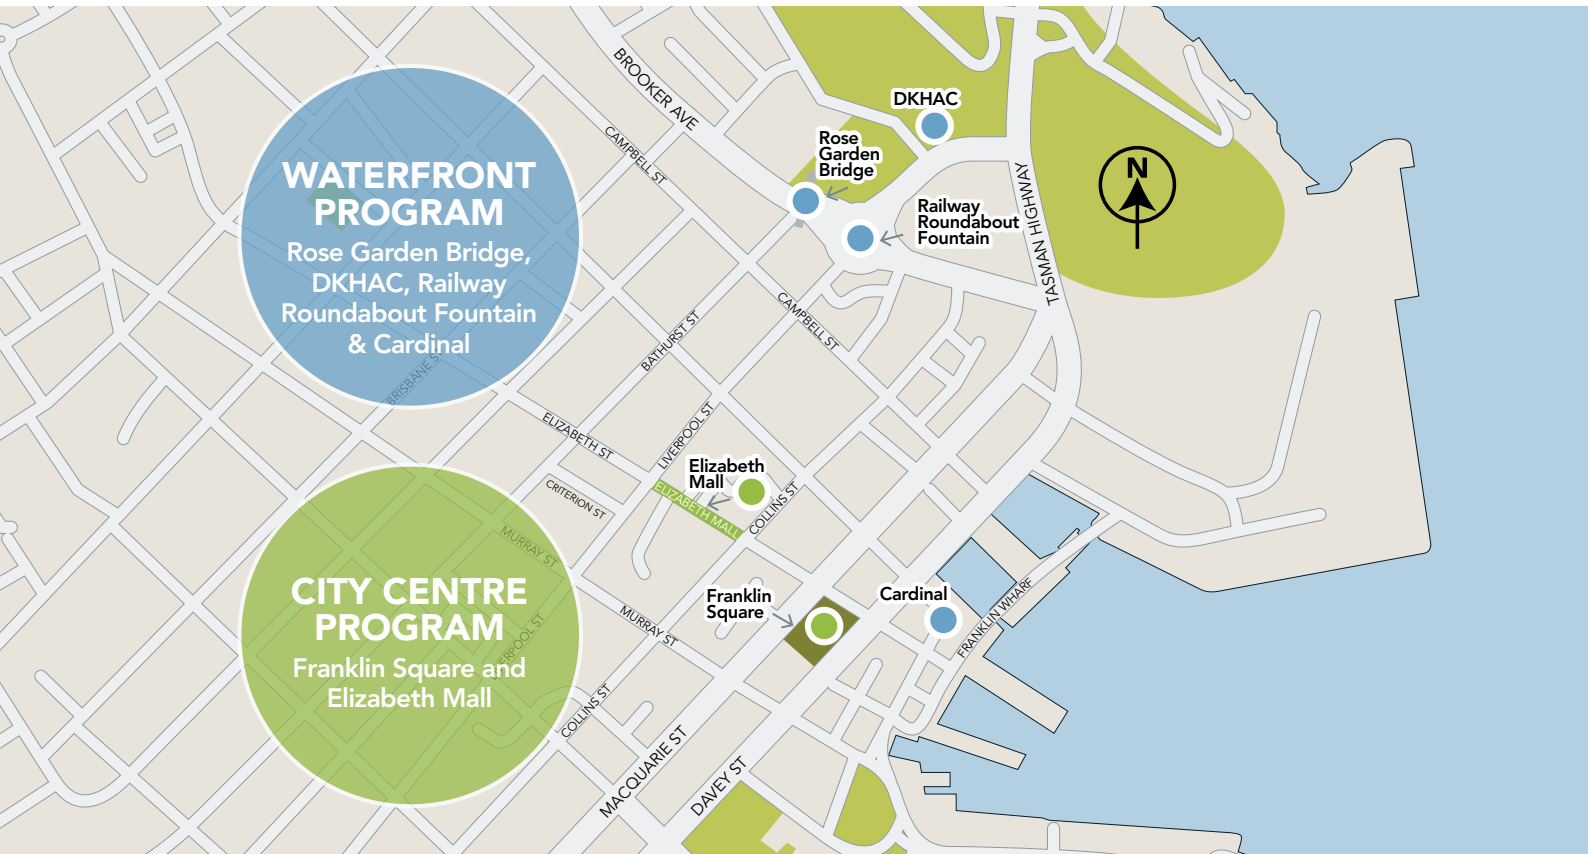 BROOKER AVE
DKHAC
CAMPBELL ST
Rose
Garden
Bridge
N
WATERFRONT
PROGRAM
Rose Garden Bridge,
DKHAC, Railway
Roundabout Fountain
& Cardinal
Railway
Roundabout
Fountain
TASMAN HIGHWAY
CAMPBELL ST
BATHURST ST
BRISBANE ST
ELIZABETH ST
LIVERPOOL ST
Elizabeth
Mall
CRITERION ST
ELIZABETH MALL
COLLINS ST
MURRAY ST
CITY CENTRE
PROGRAM
Franklin Square and
Elizabeth Mall
LIVERPOOL ST
Franklin
Square
Cardinal
FRANKLIN WHARF
MURRAY ST
COLLINS ST
MACQUARIE ST
DAVEY ST